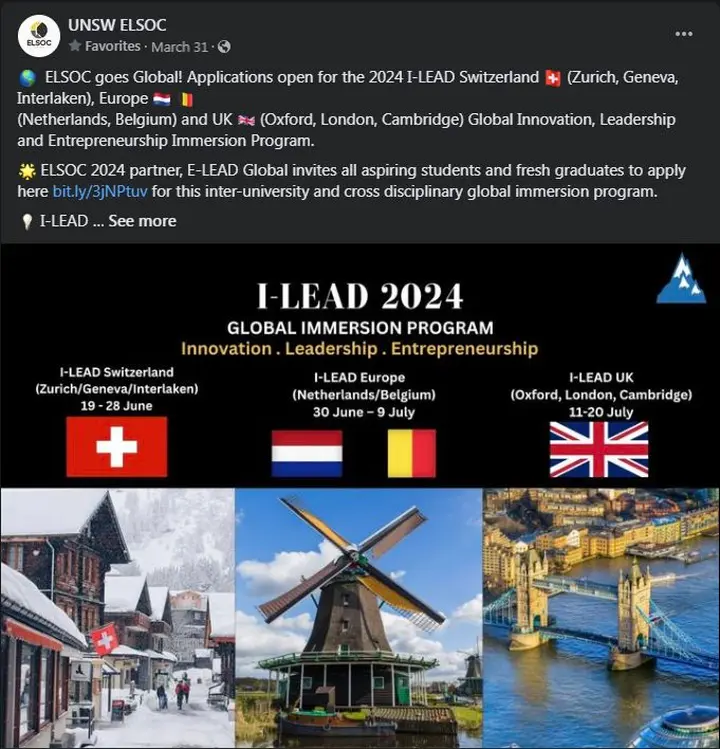 UNSW ELSOC
Favorites · March 31 ·
ELSOC
🌎 ELSOC goes Global! Applications open for the 2024 I-LEAD Switzerland 🇨🇭 (Zurich, Geneva,
Interlaken), Europe 🇳🇱 🇧🇪
(Netherlands, Belgium) and UK 🇬🇧 (Oxford, London, Cambridge) Global Innovation, Leadership
and Entrepreneurship Immersion Program.
🌟 ELSOC 2024 partner, E-LEAD Global invites all aspiring students and fresh graduates to apply
here bit.ly/3jNPtuv for this inter-university and cross disciplinary global immersion program.
💡 I-LEAD ... See more
I-LEAD 2024
GLOBAL IMMERSION PROGRAM
Innovation . Leadership . Entrepreneurship
I-LEAD Switzerland
(Zurich/Geneva/Interlaken)
19 - 28 June
I-LEAD Europe
(Netherlands/Belgium)
30 June – 9 July
I-LEAD UK
(Oxford, London, Cambridge)
11-20 July